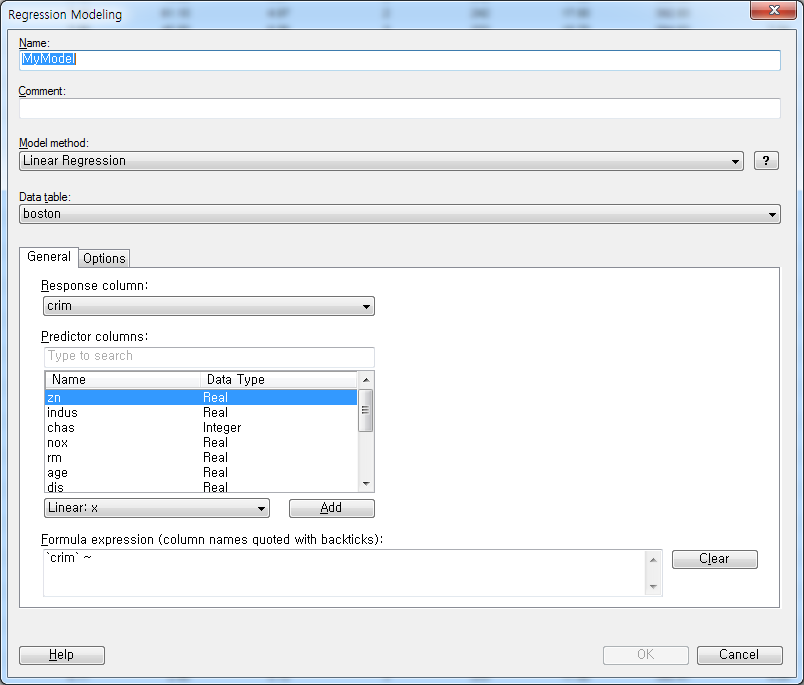 Regression Modeling
Name:
MyModel
Comment:
Model method:
Linear Regression
?
Data table:
boston
General Options
Response column:
crim
Predictor columns:
Type to search
Name Data Type
zn Real
indus Real
chas Integer
nox Real
rm Real
age Real
dis Real
Linear: x
Add
Formula expression (column names quoted with backticks):
`crim` ~
Clear
Help
OK
Cancel